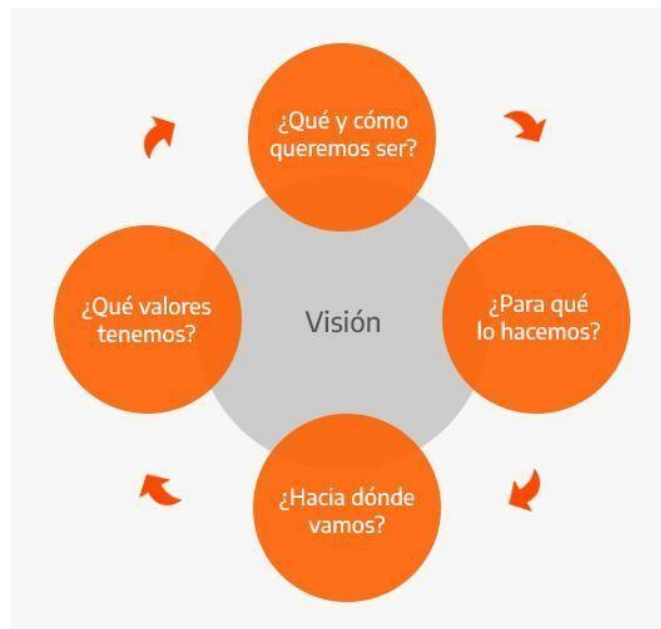 ¿Qué y cómo
queremos ser?
¿Qué valores
tenemos?
Visión
¿Para qué
lo hacemos?
¿Hacia dónde
vamos?